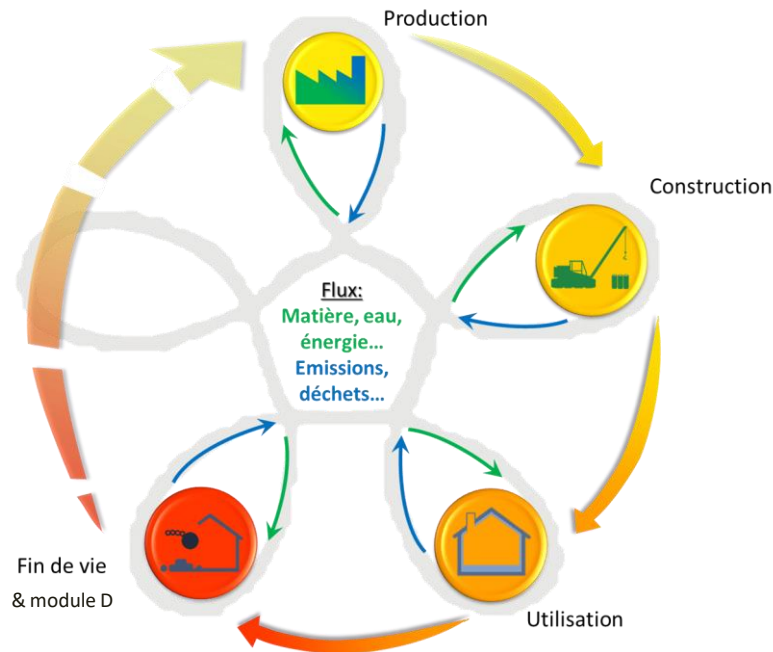 Production
Construction
Flux:
Matière, eau,
énergie...
Emissions,
déchets...
Fin de vie
& module D
Utilisation